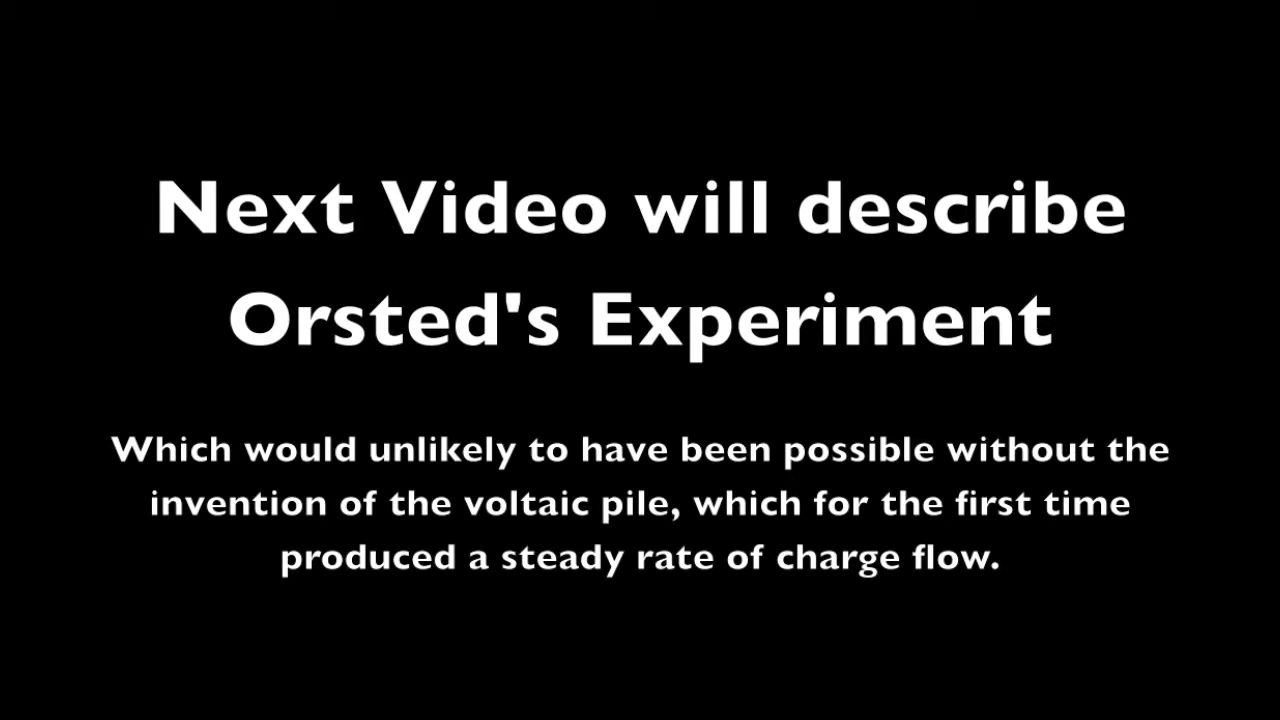 Next Video will describe
Orsted's Experiment
Which would unlikely to have been possible without the
invention of the voltaic pile, which for the first time
produced a steady rate of charge flow.